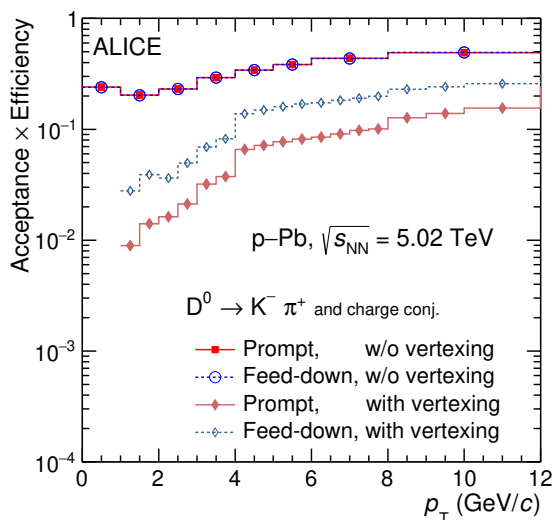 ALICE
1
10⁻¹
10⁻²
10⁻³
10⁻⁴
Acceptance × Efficiency
p–Pb, √s_NN = 5.02 TeV
D⁰ → K⁻ π⁺ and charge conj.
Prompt, w/o vertexing
Feed-down, w/o vertexing
Prompt, with vertexing
Feed-down, with vertexing
0 2 4 6 8 10 12
p_T (GeV/c)